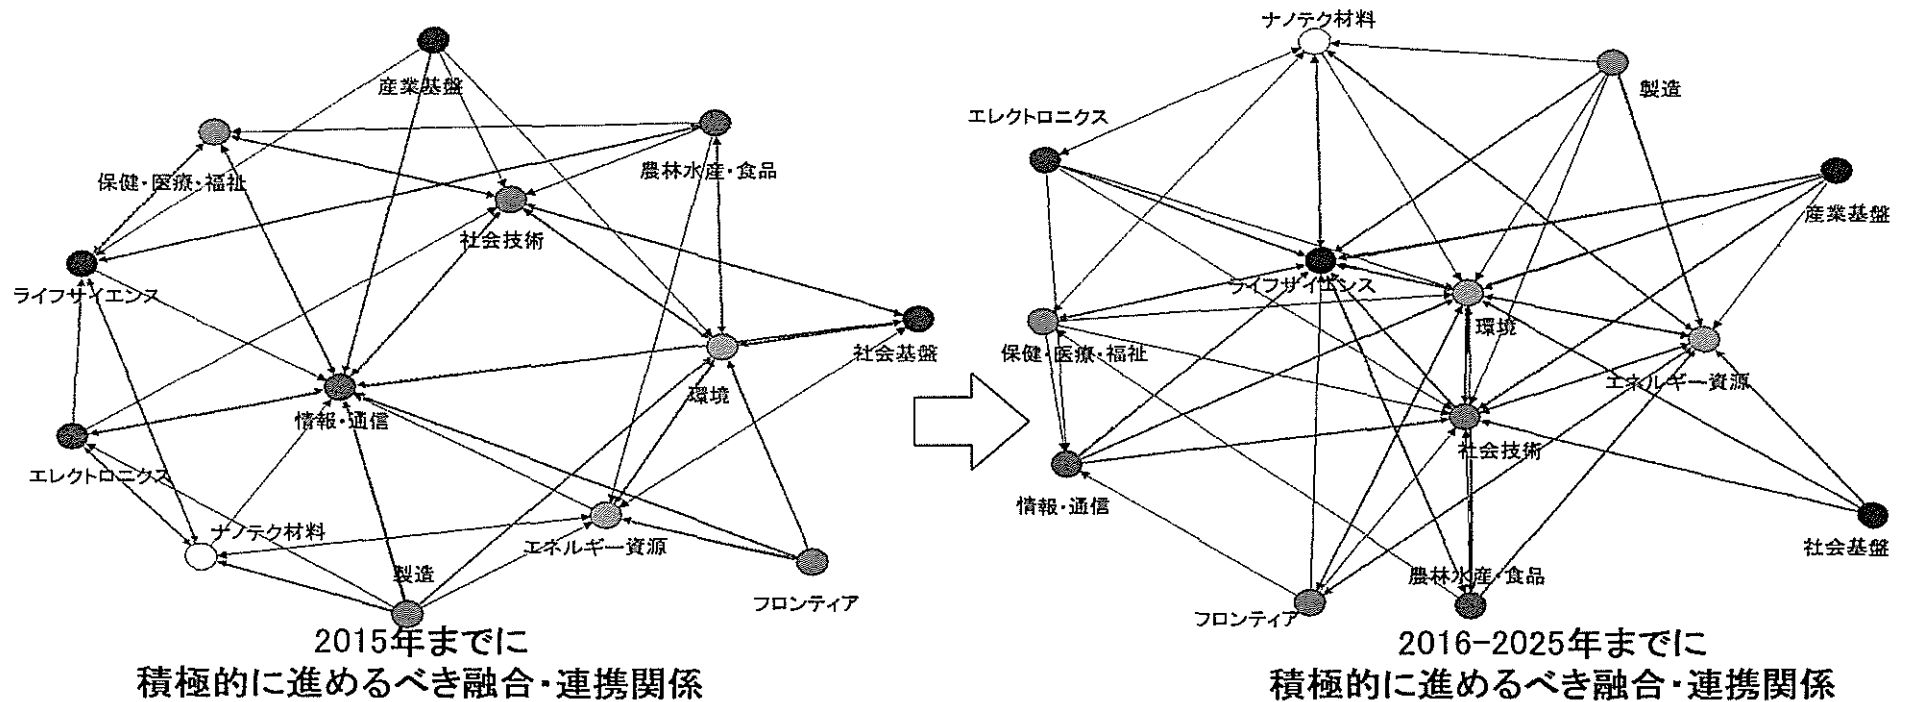 産業基盤
保健・医療・福祉
農林水産・食品
社会技術
ライフサイエンス
社会基盤
環境
情報・通信
エレクトロニクス
ナノテク材料
エネルギー資源
製造
フロンティア
2015年までに
積極的に進めるべき融合・連携関係
ナノテク材料
製造
エレクトロニクス
産業基盤
ライフサイエンス
環境
保健・医療・福祉
エネルギー資源
社会技術
情報・通信
社会基盤
農林水産・食品
フロンティア
2016-2025年までに
積極的に進めるべき融合・連携関係